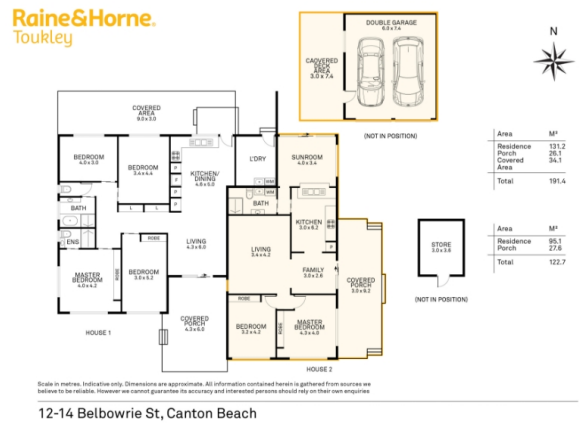 Raine&Horne®
Toukley
DOUBLE GARAGE
6.0 x 7.4
CAOVERED
DECK
AREA
3.0 x 7.4
N
(NOT IN POSITION)
COVERED
AREA
9.0 x 3.0
BEDROOM
4.0 x 3.0
BEDROOM
3.4 x 4.4
KITCHEN/
DINING
4.8 x 5.0
P
P
P
P
L'DRY
WM
SUNROOM
4.0 x 3.4
WM
BATH
BATH
ENS
L
L
KITCHEN
3.0 x 6.2
LIVING
4.3 x 6.0
LIVING
3.4 x 4.2
FAMILY
3.0 x 2.6
P
ROBE
ROBE
MASTER
BEDROOM
4.0 x 4.2
BEDROOM
3.0 x 5.2
COVERED
PORCH
3.0 x 9.2
COVERED
PORCH
4.3 x 5.0
ROBE
BEDROOM
3.2 x 4.2
ROBE
MASTER
BEDROOM
4.3 x 4.0
HOUSE 1
HOUSE 2
STORE
3.0 x 3.6
(NOT IN POSITION)
Area M²
Residence 131.2
Porch 26.1
Covered 34.1
Area
Total 191.4
Area M²
Residence 95.1
Porch 27.6
Total 122.7
Scale in metres. Indicative only. Dimensions are approximate. All information contained herein is gathered from sources we
believe to be reliable. However we cannot guarantee its accuracy and interested persons should rely on their own enquiries
12-14 Belbowrie St, Canton Beach